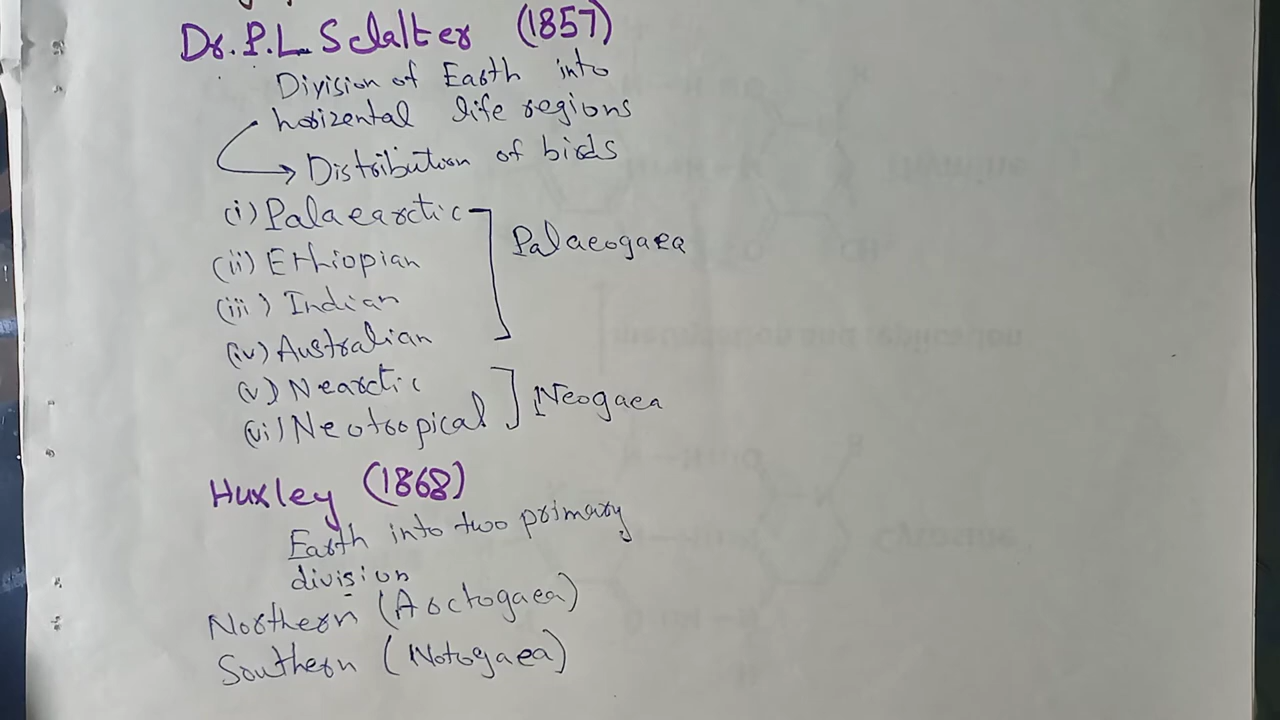 Dr. P.L. Sclalter (1857)
Division of Earth into
horizental life regions
Distribution of birds
(i) Palaearctic
Palaeogaea
(ii) Ethiopian
(iii) Indian
(iv) Australian
(v) Nearctic
Neogaea
(vi) Neotropical
Huxley (1868)
Earth into two primary
division
Northern (Arctogaea)
Southern (Notogaea)